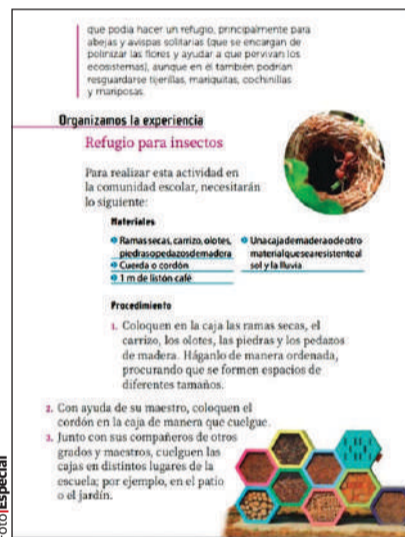 que podía hacer un refugio, principalmente para
abejas y avispas solitarias (que se encargan de
polinizar las flores y ayudar a que pervivan los
ecosistemas), aunque en él también podrían
resguardarse tijerillas, mariquitas, cochinillas
y mariposas.
Organizamos la experiencia
Refugio para insectos
Para realizar esta actividad en
la comunidad escolar, necesitarán
lo siguiente:
Materiales
Ramas secas, carrizo, olotes,
piedras o pedazos de madera
Cuerda o cordón
1 m de listón café
Una caja de madera o de otro
material que sea resistente al
sol y la lluvia
Procedimiento
1. Coloquen en la caja las ramas secas, el
carrizo, los olotes, las piedras y los pedazos
de madera. Háganlo de manera ordenada,
procurando que se formen espacios de
diferentes tamaños.
2. Con ayuda de su maestro, coloquen el
cordón en la caja de manera que cuelgue.
3. Junto con sus compañeros de otros
grados y maestros, cuelguen las
cajas en distintos lugares de la
escuela; por ejemplo, en el patio
o el jardín.
Foto|Especial